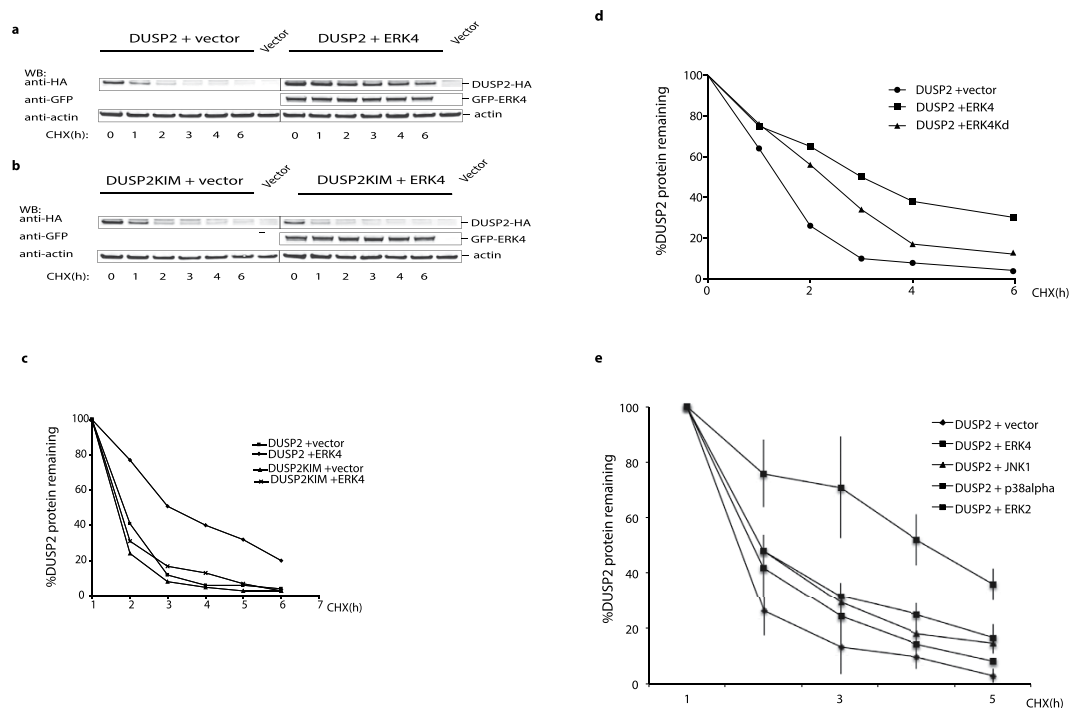 a
DUSP2 + vector
Vector
DUSP2 + ERK4
Vector
WB:
anti-HA
DUSP2-HA
anti-GFP
GFP-ERK4
anti-actin
actin
CHX(h): 0 1 2 3 4 6 0 1 2 3 4 6
b
DUSP2KIM + vector
Vector
DUSP2KIM + ERK4
Vector
WB:
anti-HA
DUSP2-HA
anti-GFP
GFP-ERK4
anti-actin
actin
CHX(h): 0 1 2 3 4 6 0 1 2 3 4 6
c
%DUSP2 protein remaining
100
80
60
40
20
0
1 2 3 4 5 6 7
CHX(h)
DUSP2 +vector
DUSP2 +ERK4
DUSP2KIM +vector
DUSP2KIM +ERK4
d
%DUSP2 protein remaining
100
80
60
40
20
0
0 2 4 6
CHX(h)
DUSP2 +vector
DUSP2 +ERK4
DUSP2 +ERK4Kd
e
%DUSP2 protein remaining
100
80
60
40
20
0
1 3 5
CHX(h)
DUSP2 + vector
DUSP2 + ERK4
DUSP2 + JNK1
DUSP2 + p38alpha
DUSP2 + ERK2